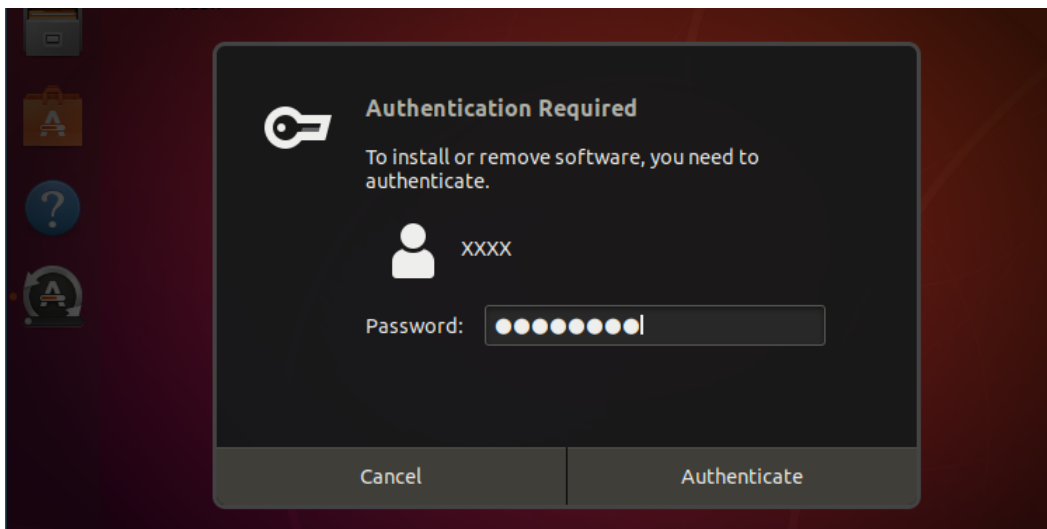 Authentication Required
To install or remove software, you need to
authenticate.
XXXX
Password: ●●●●●●●●
Cancel
Authenticate